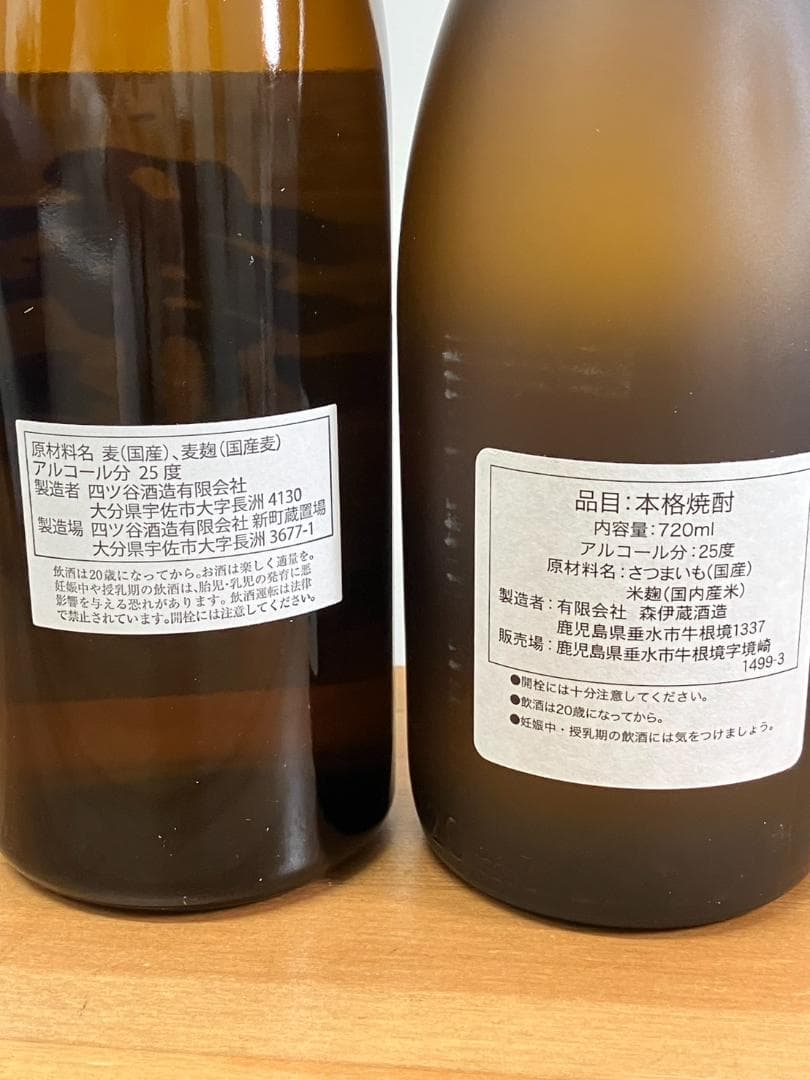 原材料名 麦(国産)、麦麹(国産麦)
アルコール分 25度
製造者 四ツ谷酒造有限会社
大分県宇佐市大字長洲 4130
製造場 四ツ谷酒造有限会社 新町蔵置場
大分県宇佐市大字長洲 3677-1
飲酒は20歳になってから。お酒は楽しく適量を。
妊娠中や授乳期の飲酒は、胎児・乳児の発育に悪
影響を与える恐れがあります。飲酒運転は法律
で禁止されています。開栓には注意してください。
品目:本格焼酎
内容量:720ml
アルコール分:25度
原材料名:さつまいも(国産)
米麹(国内産米)
製造者:有限会社 森伊蔵酒造
鹿児島県垂水市牛根境1337
販売場:鹿児島県垂水市牛根境字境崎
1499-3
●開栓には十分注意してください。
●飲酒は20歳になってから。
●妊娠中・授乳期の飲酒には気をつけましょう。